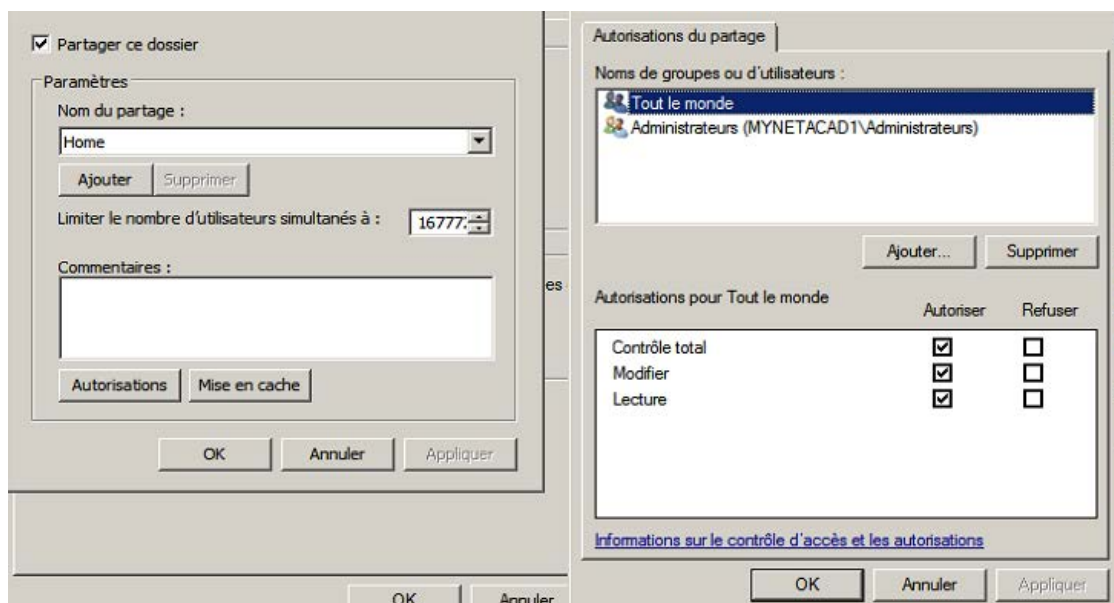 Partager ce dossier
Paramètres
Nom du partage :
Home
Ajouter
Supprimer
Limiter le nombre d'utilisateurs simultanés à :
16777
Commentaires :
Autorisations
Mise en cache
OK
Annuler
Appliquer
es
OK
Annuler
Autorisations du partage
Noms de groupes ou d'utilisateurs :
Tout le monde
Administrateurs (MYNETACAD1\Administrateurs)
Ajouter...
Supprimer
Autorisations pour Tout le monde
Autoriser
Refuser
Contrôle total
Modifier
Lecture
Informations sur le contrôle d'accès et les autorisations
OK
Annuler
Appliquer